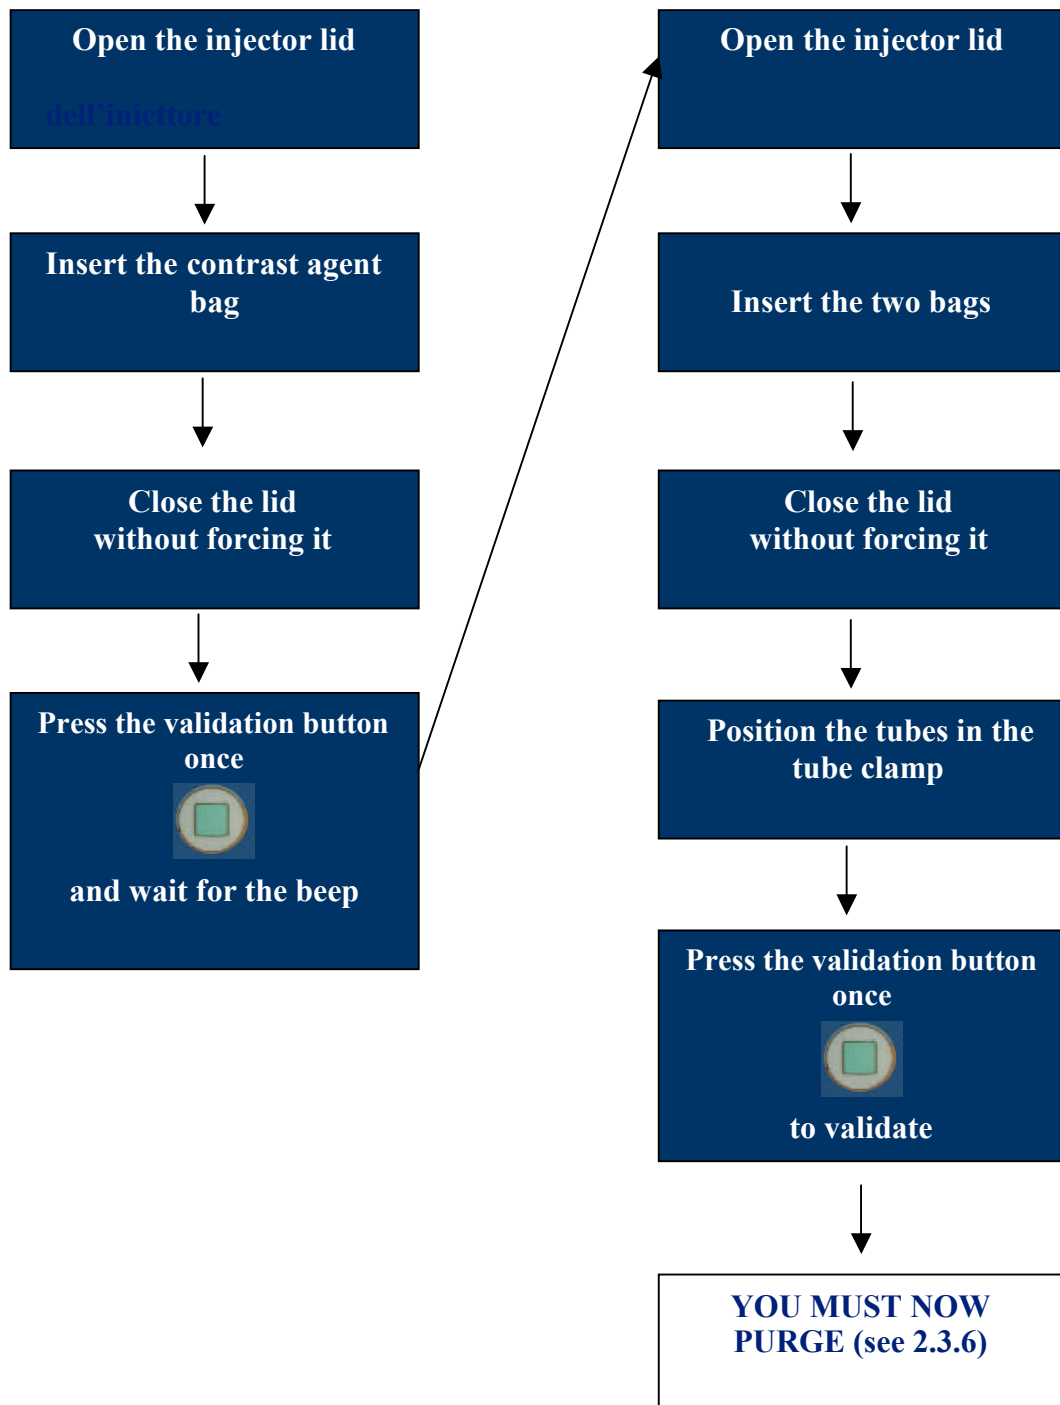 Open the injector lid
dell'iniettore
Insert the contrast agent
bag
Close the lid
without forcing it
Press the validation button
once
and wait for the beep
Open the injector lid
Insert the two bags
Close the lid
without forcing it
Position the tubes in the
tube clamp
Press the validation button
once
to validate
YOU MUST NOW
PURGE (see 2.3.6)